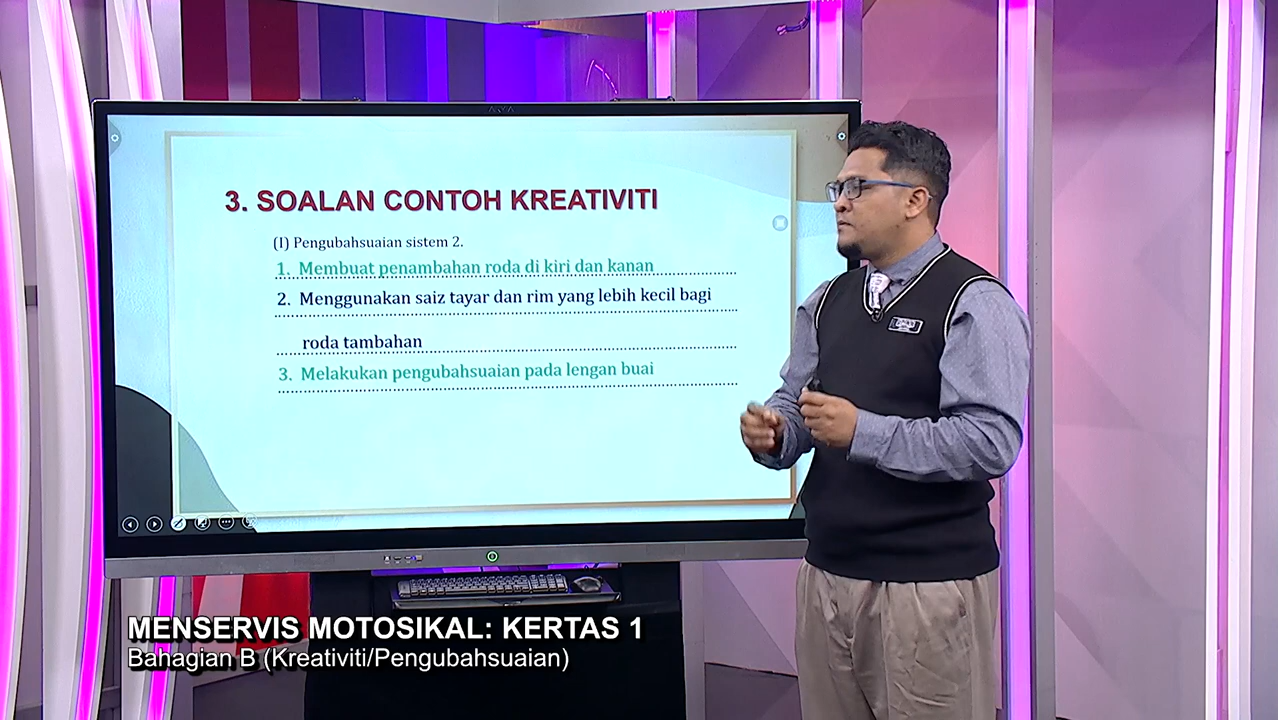 3. SOALAN CONTOH KREATIVITI
(I) Pengubahsuaian sistem 2.
1. Membuat penambahan roda di kiri dan kanan
2. Menggunakan saiz tayar dan rim yang lebih kecil bagi
roda tambahan
3. Melakukan pengubahsuaian pada lengan buai
MENSERVIS MOTOSIKAL: KERTAS 1
Bahagian B (Kreativiti/Pengubahsuaian)